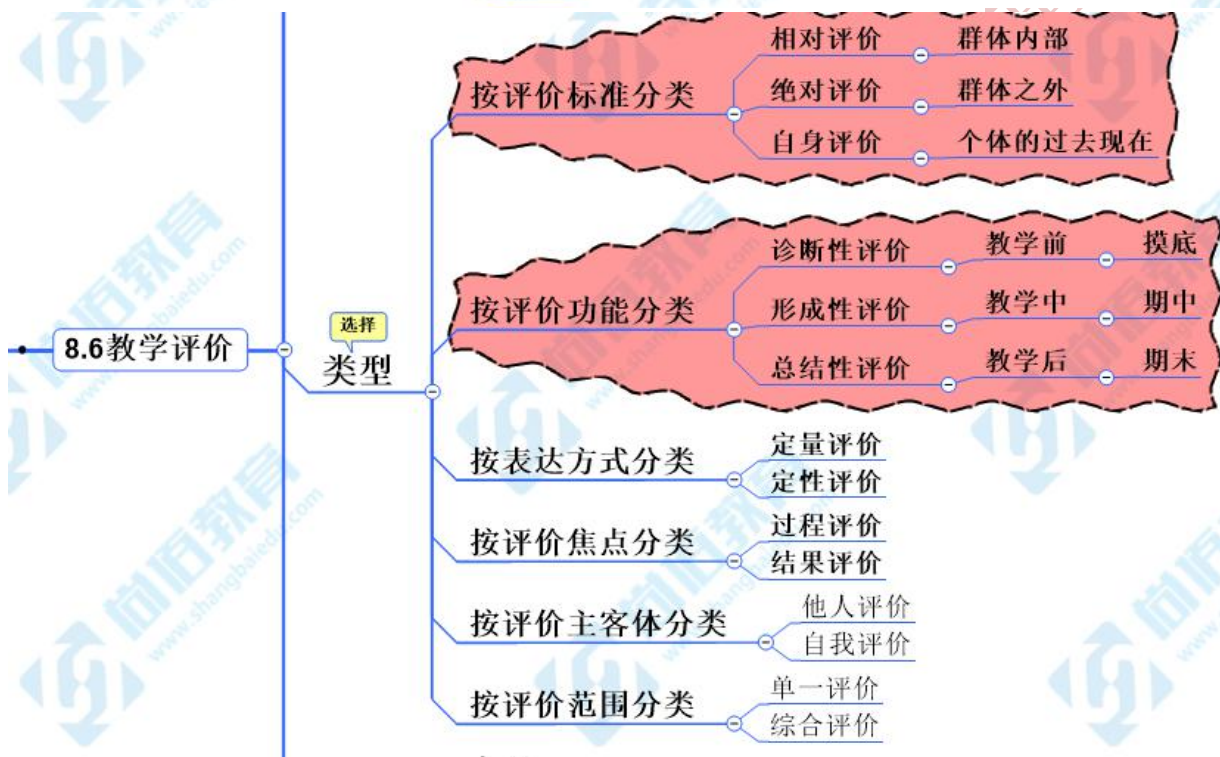 按评价标准分类
相对评价
群体内部
绝对评价
群体之外
自身评价
个体的过去现在
按评价功能分类
诊断性评价
教学前
摸底
形成性评价
教学中
期中
总结性评价
教学后
期末
8.6教学评价
选择
类型
按表达方式分类
定量评价
定性评价
按评价焦点分类
过程评价
结果评价
按评价主客体分类
他人评价
自我评价
按评价范围分类
单一评价
综合评价
尚佰教育
www.shangbaiedu.com